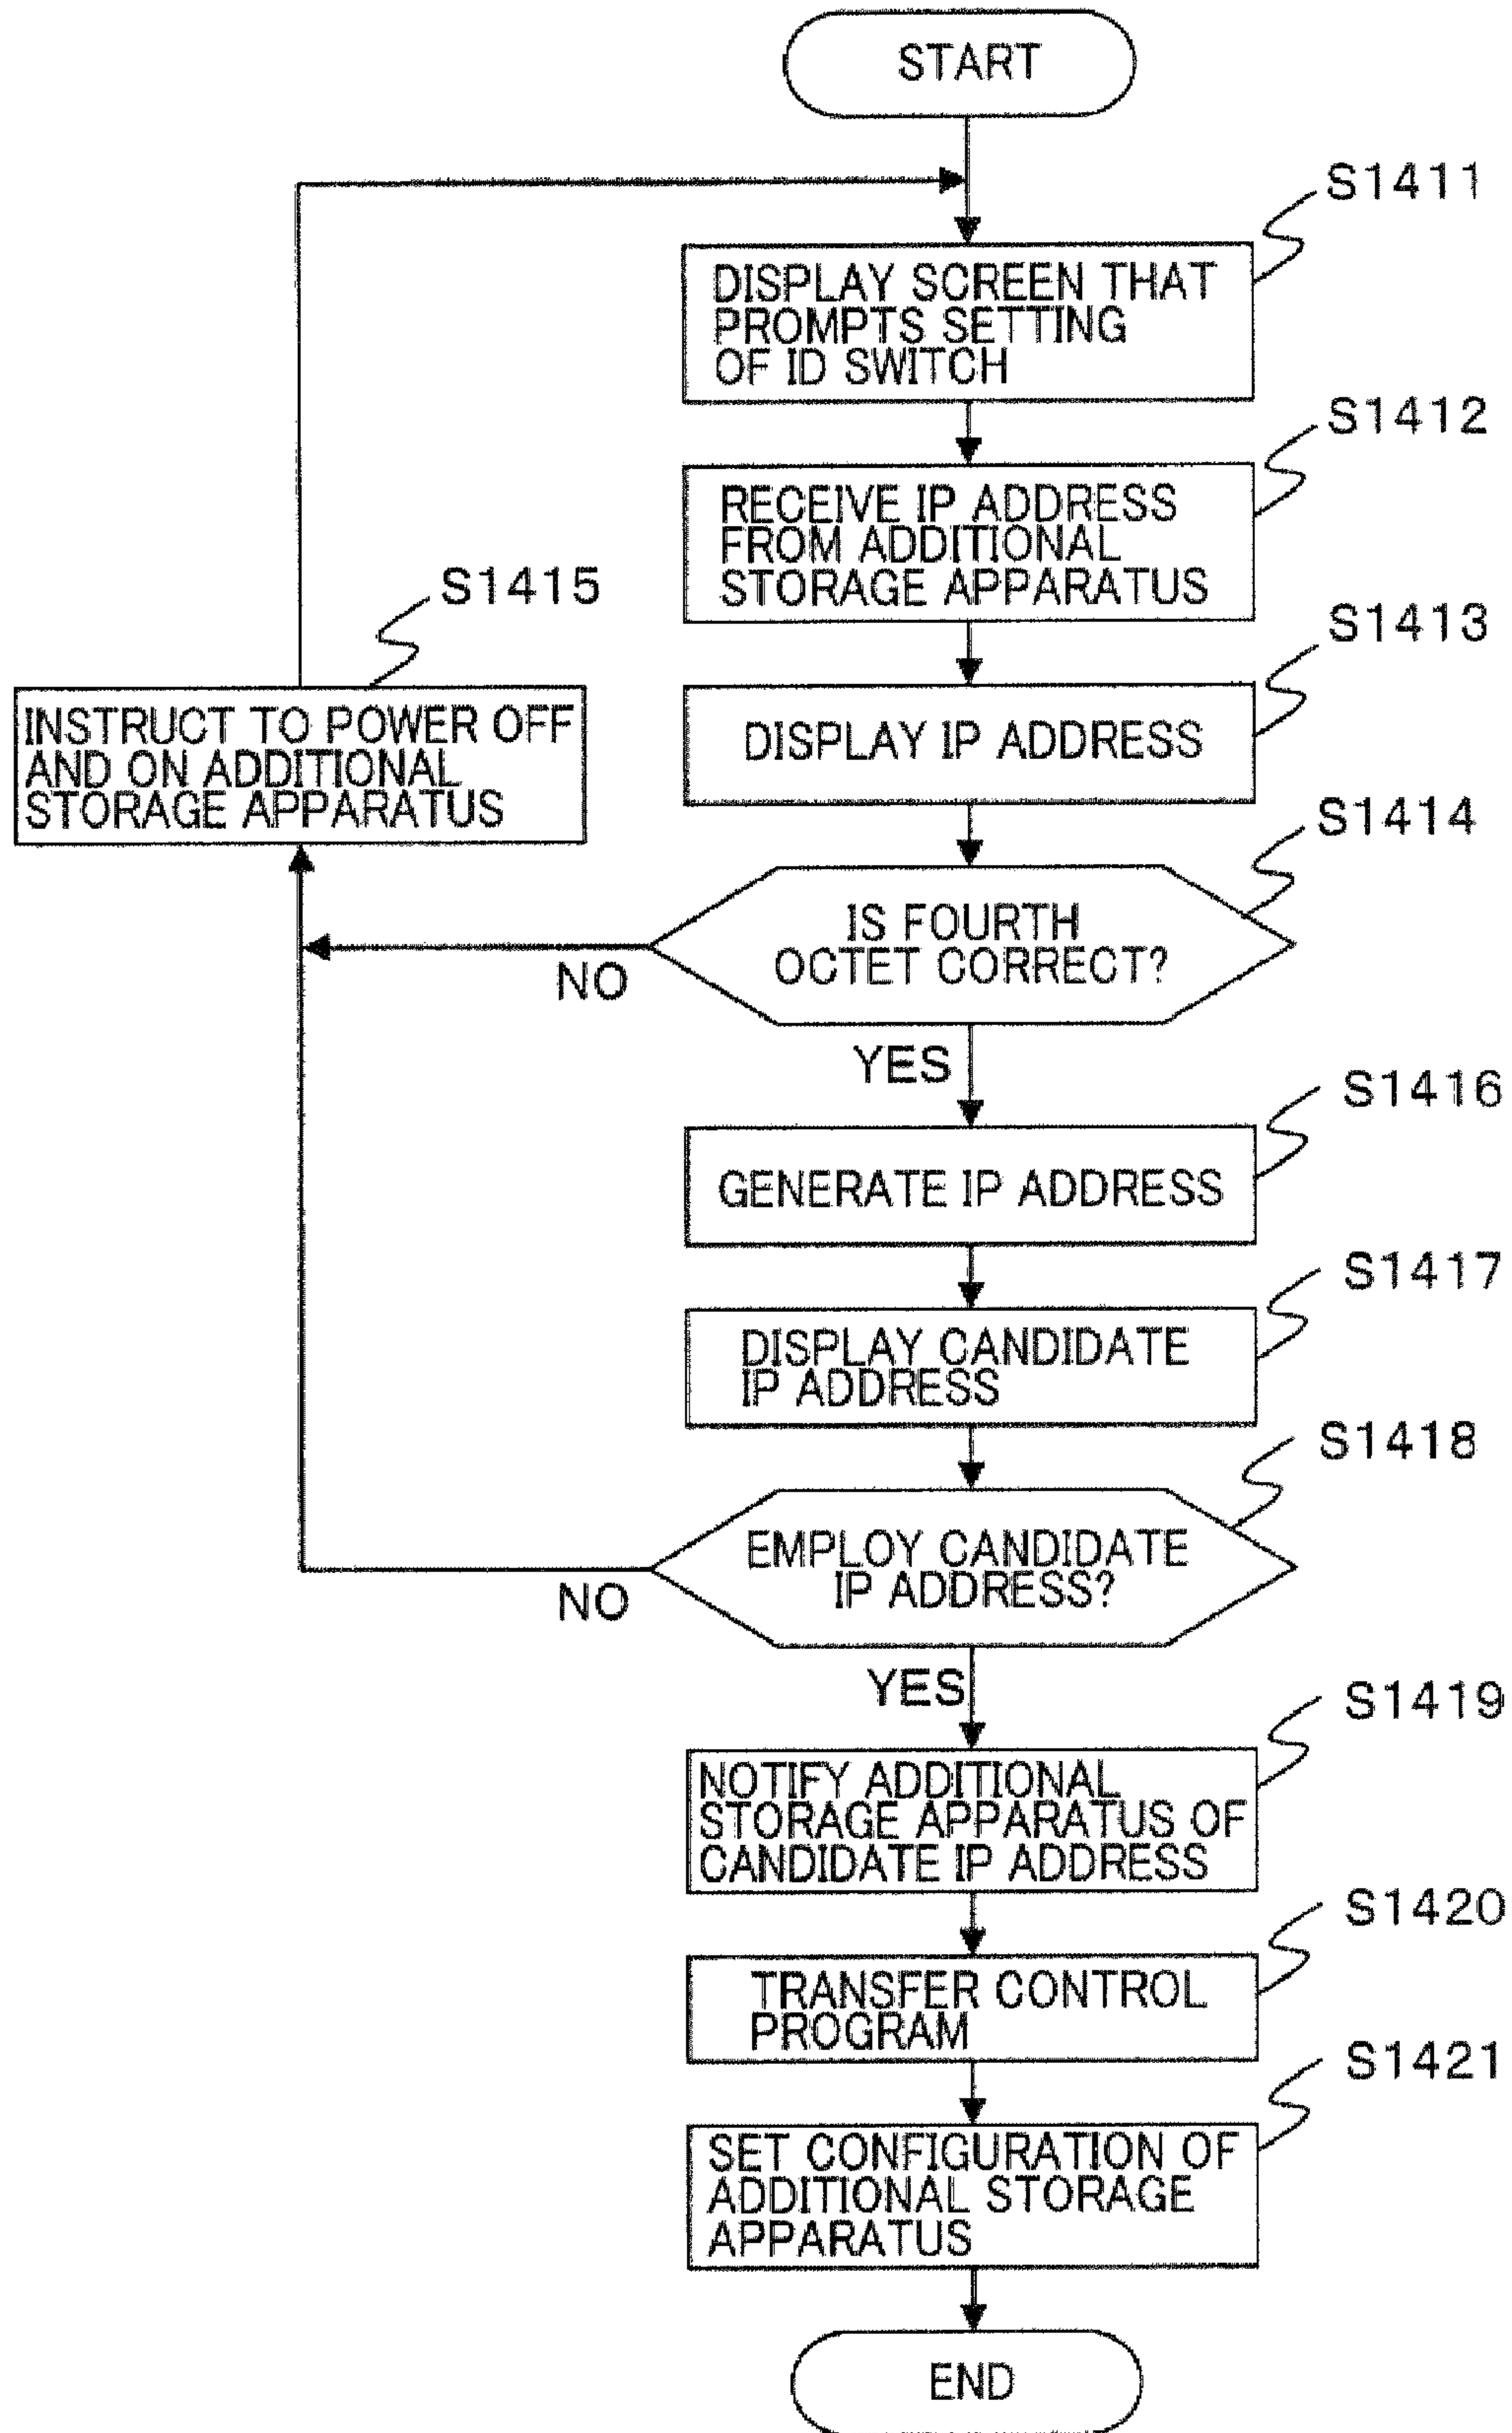 START
S1411
DISPLAY SCREEN THAT
PROMPTS SETTING
OF ID SWITCH
S1412
RECEIVE IP ADDRESS
FROM ADDITIONAL
STORAGE APPARATUS
S1413
DISPLAY IP ADDRESS
S1414
IS FOURTH
OCTET CORRECT?
NO
S1415
INSTRUCT TO POWER OFF
AND ON ADDITIONAL
STORAGE APPARATUS
YES
S1416
GENERATE IP ADDRESS
S1417
DISPLAY CANDIDATE
IP ADDRESS
S1418
EMPLOY CANDIDATE
IP ADDRESS?
NO
YES
S1419
NOTIFY ADDITIONAL
STORAGE APPARATUS OF
CANDIDATE IP ADDRESS
S1420
TRANSFER CONTROL
PROGRAM
S1421
SET CONFIGURATION OF
ADDITIONAL STORAGE
APPARATUS
END